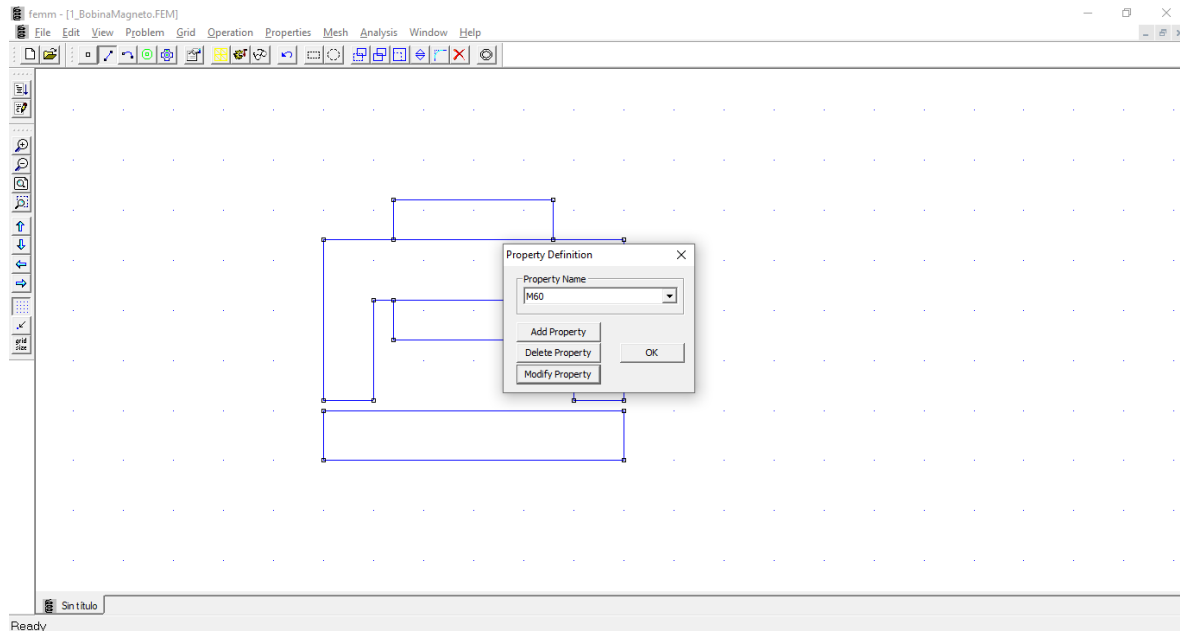 femm - [1_BobinaMagneto.FEM]
File Edit View Problem Grid Operation Properties Mesh Analysis Window Help
Property Definition
Property Name
M60
Add Property
Delete Property OK
Modify Property
grid
size
Sin título
Ready